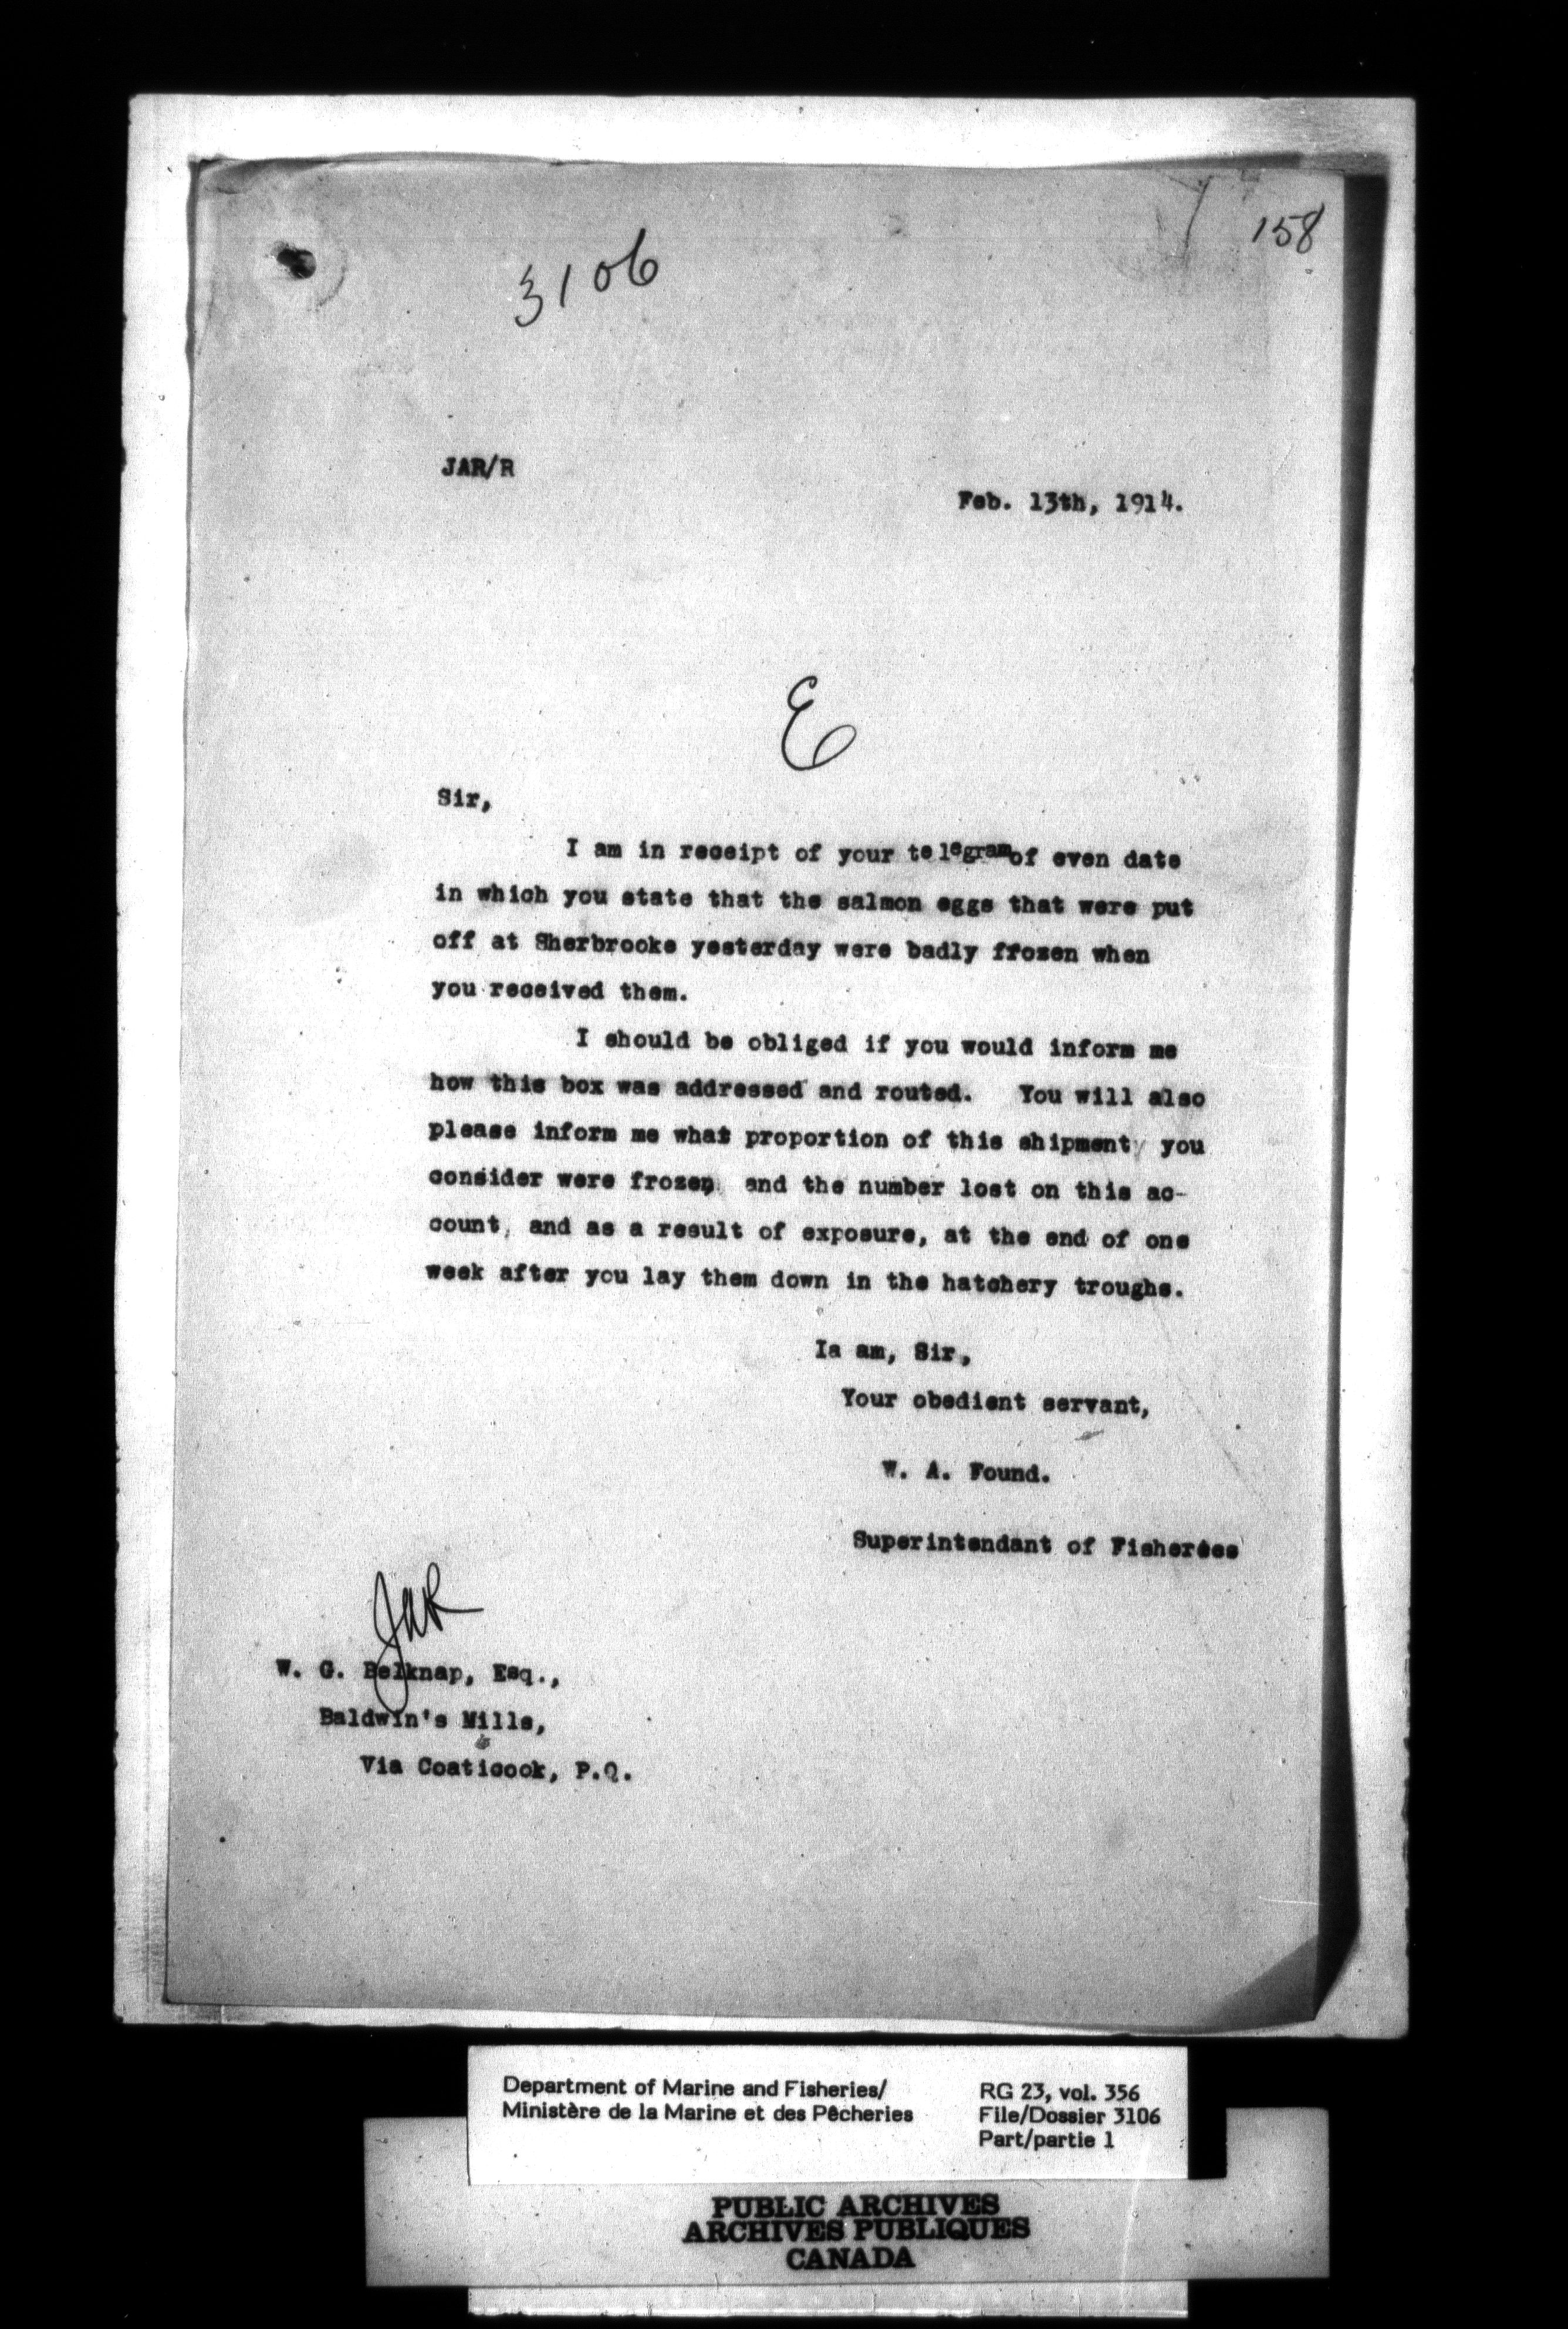 158
3106
JAR/R
Feb. 13th, 1914.
E
Sir,
I am in receipt of your telegram of even date
in which you state that the salmon eggs that were put
off at Sherbrooke yesterday were badly frozen when
you received them.
I should be obliged if you would inform me
how this box was addressed and routed. You will also
please inform me what proportion of this shipment you
consider were frozen and the number lost on this ac-
count, and as a result of exposure, at the end of one
week after you lay them down in the hatchery troughs.
Ia am, Sir,
Your obedient servant,
W. A. Found.
Superintendant of Fisheries
JAR
W. G. Belknap, Esq.,
Baldwin's Mills,
Via Coaticook, P.Q.
Department of Marine and Fisheries/
Ministère de la Marine et des Pêcheries
RG 23, vol. 356
File/Dossier 3106
Part/partie 1
PUBLIC ARCHIVES
ARCHIVES PUBLIQUES
CANADA